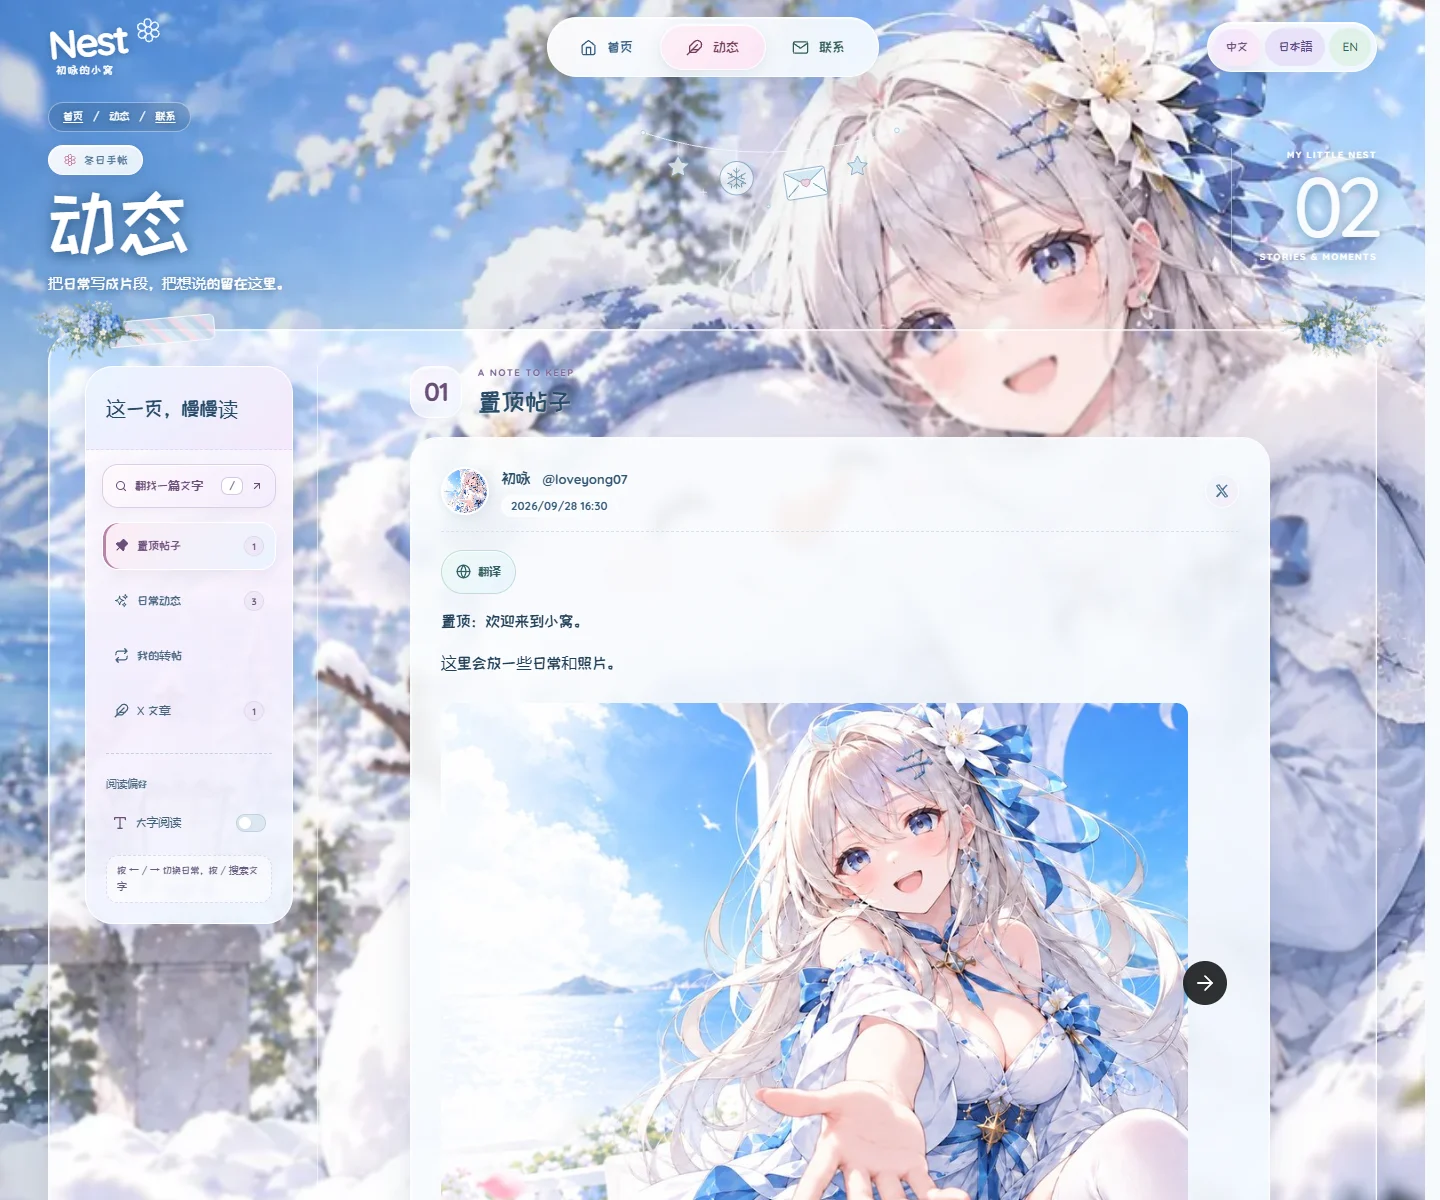 Nest
初咏的小窝
首页
动态
联系
中文
日本語
EN
首页 / 动态 / 联系
冬日手帐
动态
把日常写成片段，把想说的留在这里。
MY LITTLE NEST
02
STORIES & MOMENTS
这一页，慢慢读
翻找一篇文字 /
置顶帖子 1
日常动态 3
我的转帖
X 文章 1
阅读偏好
大字阅读
按 ← / → 切换日常，按 / 搜索文
字
01
A NOTE TO KEEP
置顶帖子
初咏 @loveyong07
2026/09/28 16:30
翻译
置顶：欢迎来到小窝。
这里会放一些日常和照片。